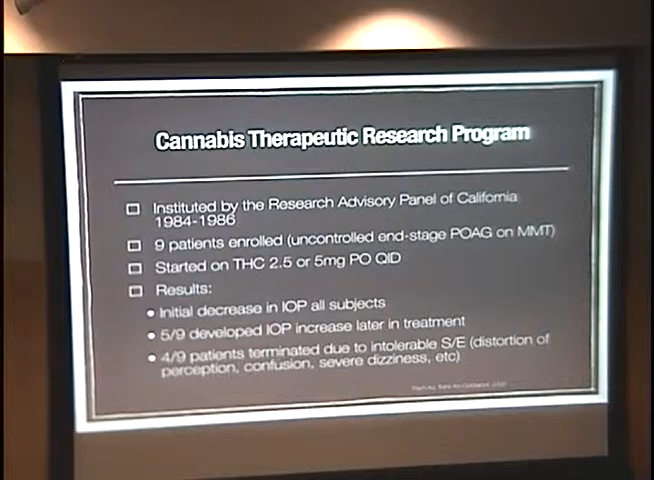 Cannabis Therapeutic Research Program
Instituted by the Research Advisory Panel of California
1984-1986
9 patients enrolled (uncontrolled end-stage POAG on MMT)
Started on THC 2.5 or 5mg PO QID
Results:
Initial decrease in IOP all subjects
5/9 developed IOP increase later in treatment
4/9 patients terminated due to intolerable S/E (distortion of
perception, confusion, severe dizziness, etc)